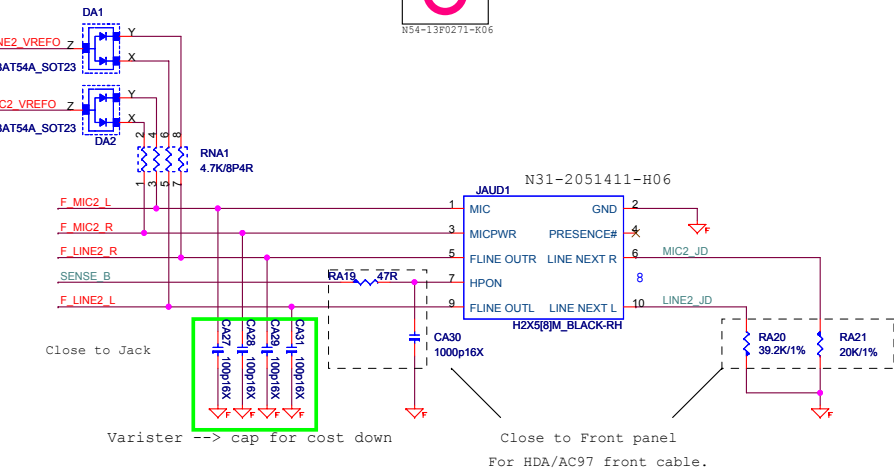 N54-13F0271-K06
DA1
Y
NE2_VREFO
Z
X
BAT54A_SOT23
Y
C2_VREFO
Z
X
BAT54A_SOT23
DA2
2
4
6
8
RNA1
4.7K/8P4R
1
3
5
7
N31-2051411-H06
JAUD1
F_MIC2_L
1
MIC
GND
2
F
F_MIC2_R
3
MICPWR
PRESENCE#
4
F_LINE2_R
5
FLINE OUTR
LINE NEXT R
6
MIC2_JD
SENSE_B
RA19
47R
7
HPON
8
F_LINE2_L
9
FLINE OUTL
LINE NEXT L
10
LINE2_JD
H2X5[8]M_BLACK-RH
Close to Jack
CA27
100p16X
CA28
100p16X
CA29
100p16X
CA31
100p16X
CA30
1000p16X
RA20
39.2K/1%
RA21
20K/1%
F
F
F
F
F
F
Varister --> cap for cost down
Close to Front panel
For HDA/AC97 front cable.